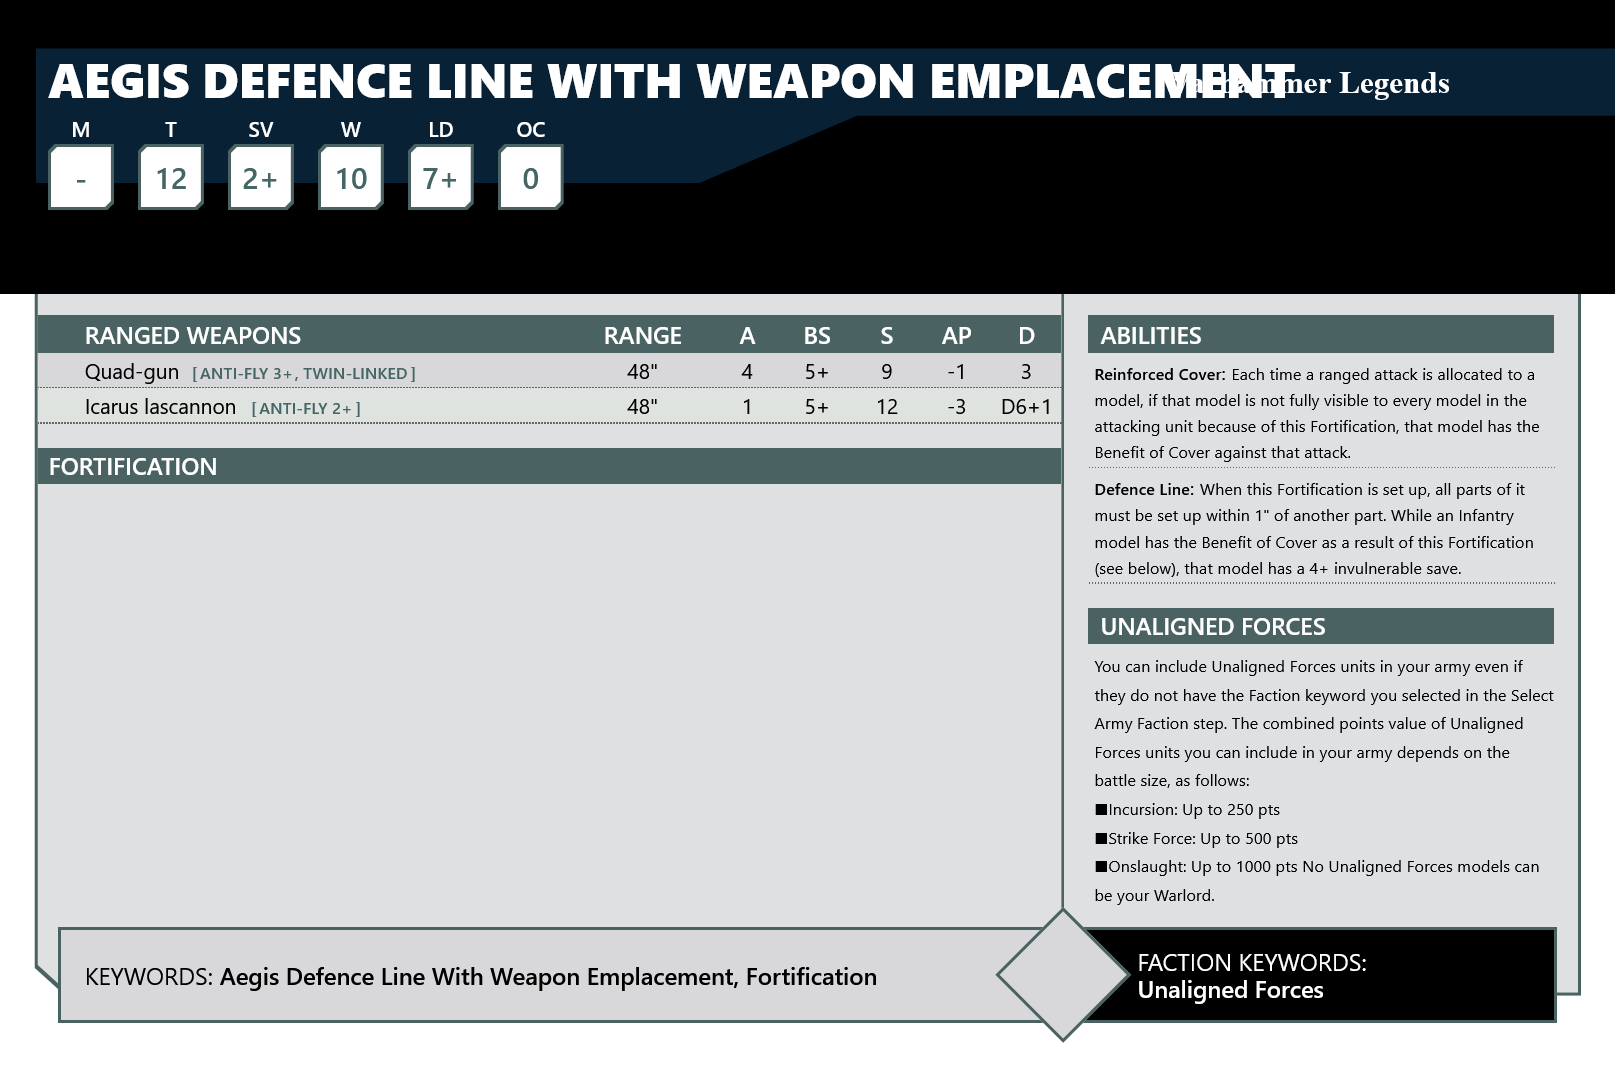 AEGIS DEFENCE LINE WITH WEAPON EMPLACEMENT
Warhammer Legends
M T SV W LD OC
- 12 2+ 10 7+ 0
RANGED WEAPONS RANGE A BS S AP D
Quad-gun [ANTI-FLY 3+, TWIN-LINKED] 48" 4 5+ 9 -1 3
Icarus lascannon [ANTI-FLY 2+] 48" 1 5+ 12 -3 D6+1
FORTIFICATION
ABILITIES
Reinforced Cover: Each time a ranged attack is allocated to a
model, if that model is not fully visible to every model in the
attacking unit because of this Fortification, that model has the
Benefit of Cover against that attack.
Defence Line: When this Fortification is set up, all parts of it
must be set up within 1" of another part. While an Infantry
model has the Benefit of Cover as a result of this Fortification
(see below), that model has a 4+ invulnerable save.
UNALIGNED FORCES
You can include Unaligned Forces units in your army even if
they do not have the Faction keyword you selected in the Select
Army Faction step. The combined points value of Unaligned
Forces units you can include in your army depends on the
battle size, as follows:
■Incursion: Up to 250 pts
■Strike Force: Up to 500 pts
■Onslaught: Up to 1000 pts No Unaligned Forces models can
be your Warlord.
KEYWORDS: Aegis Defence Line With Weapon Emplacement, Fortification
FACTION KEYWORDS:
Unaligned Forces